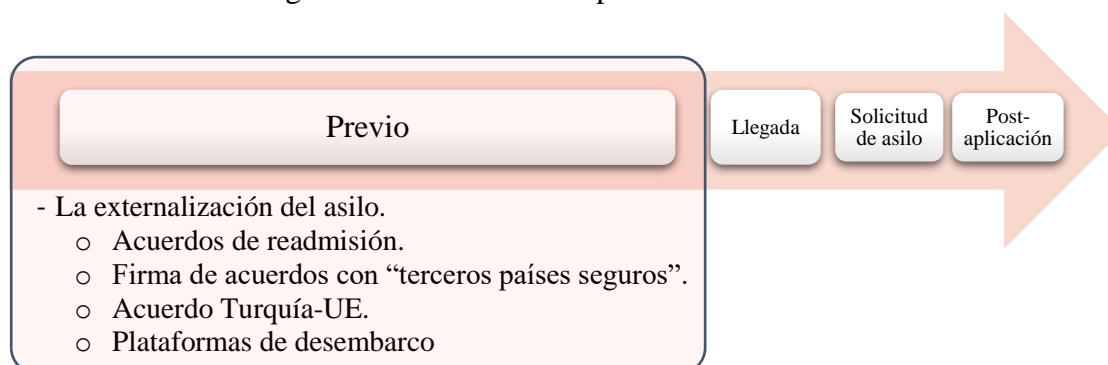 Previo
Llegada
Solicitud
de asilo
Post-
aplicación
- La externalización del asilo.
o Acuerdos de readmisión.
o Firma de acuerdos con “terceros países seguros”.
o Acuerdo Turquía-UE.
o Plataformas de desembarco